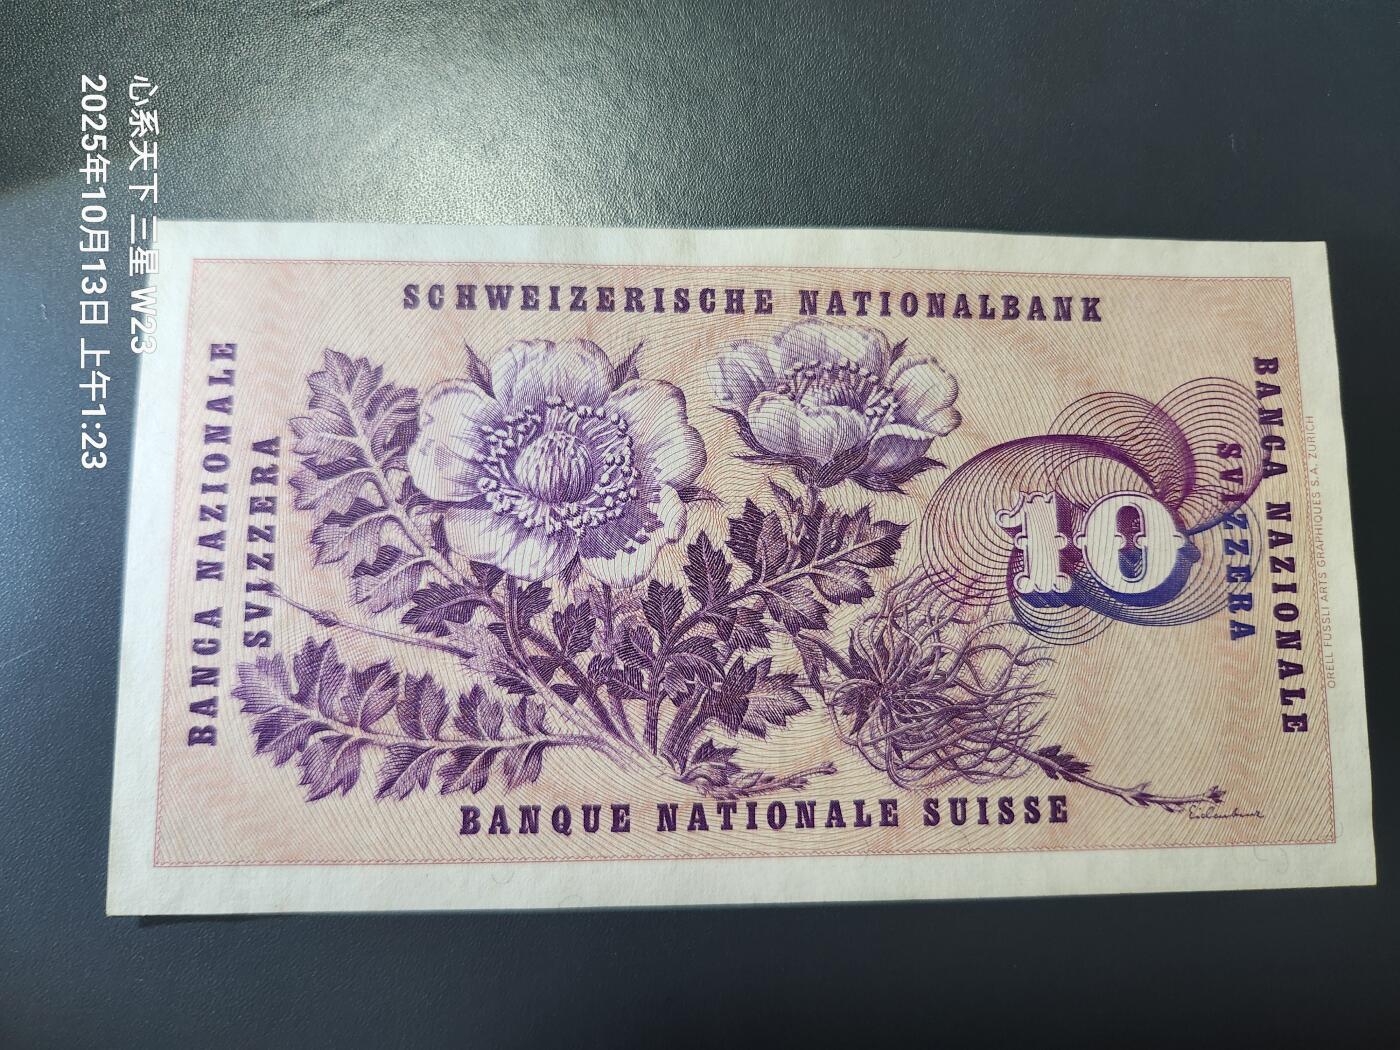 心系天下 三星 W23
2025年10月13日 上午1:23
SCHWEIZERISCHE NATIONALBANK
BANCA NAZIONALE
SVIZZERA
10
BANCA NAZIONALE
SVIZZERA
ORELL FÜSSLI ARTS GRAPHIQUES S.A. ZURICH
BANQUE NATIONALE SUISSE